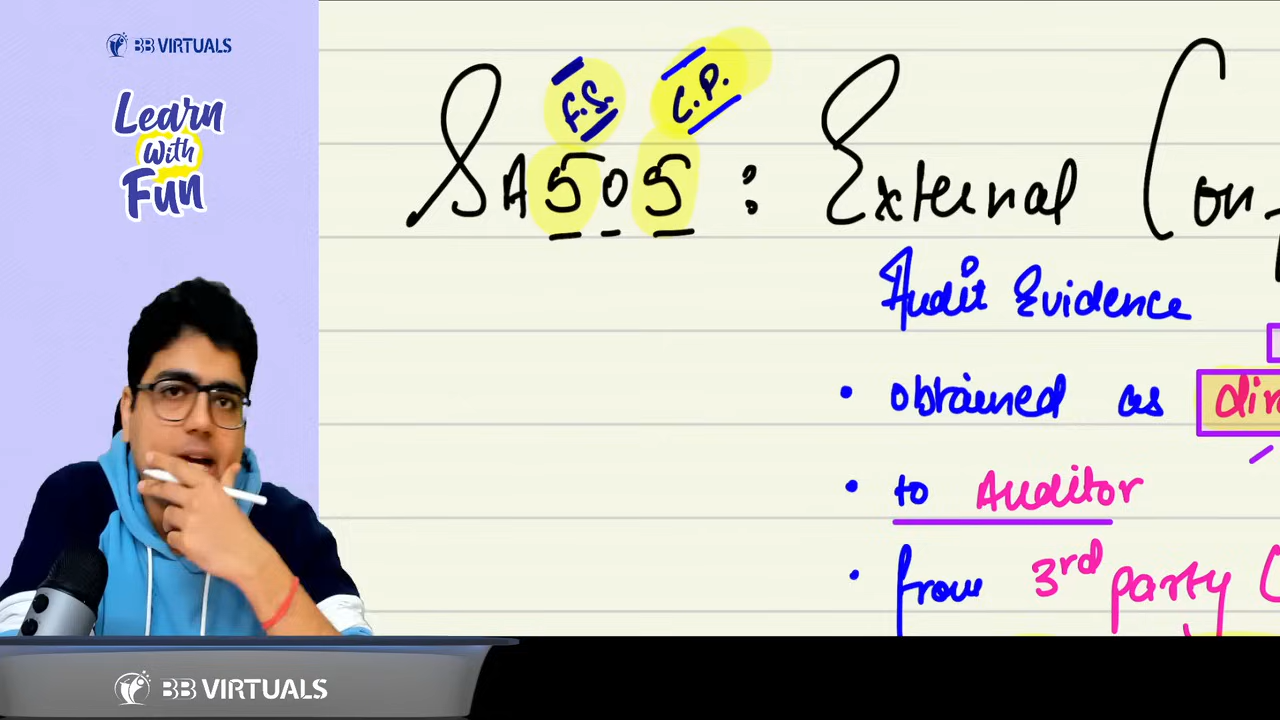 BB VIRTUALS
Learn
With
Fun
F.S. C.P.
SA 505 : External Con
Audit Evidence
• obtained as dir
• to Auditor
• from 3rd party (
BB VIRTUALS